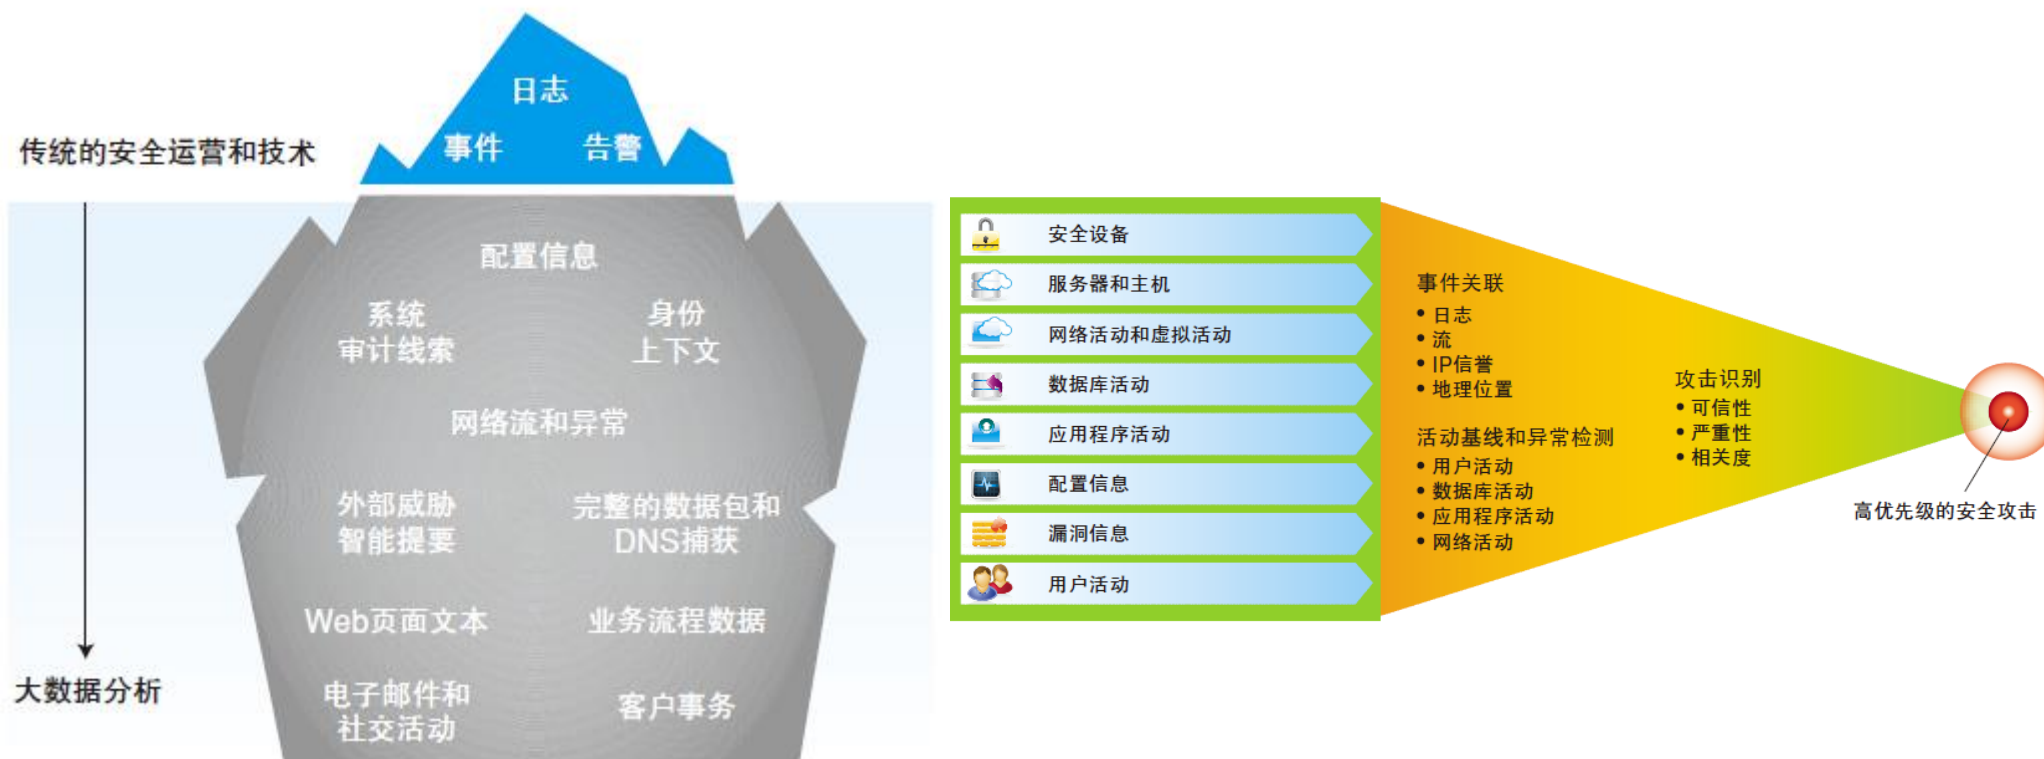 日志
事件 告警
传统的安全运营和技术
配置信息
系统
审计线索
身份
上下文
网络流和异常
外部威胁
智能提要
完整的数据包和
DNS捕获
Web页面文本
业务流程数据
大数据分析
电子邮件和
社交活动
客户事务
安全设备
服务器和主机
网络活动和虚拟活动
数据库活动
应用程序活动
配置信息
漏洞信息
用户活动
事件关联
• 日志
• 流
• IP信誉
• 地理位置
活动基线和异常检测
• 用户活动
• 数据库活动
• 应用程序活动
• 网络活动
攻击识别
• 可信性
• 严重性
• 相关度
高优先级的安全攻击